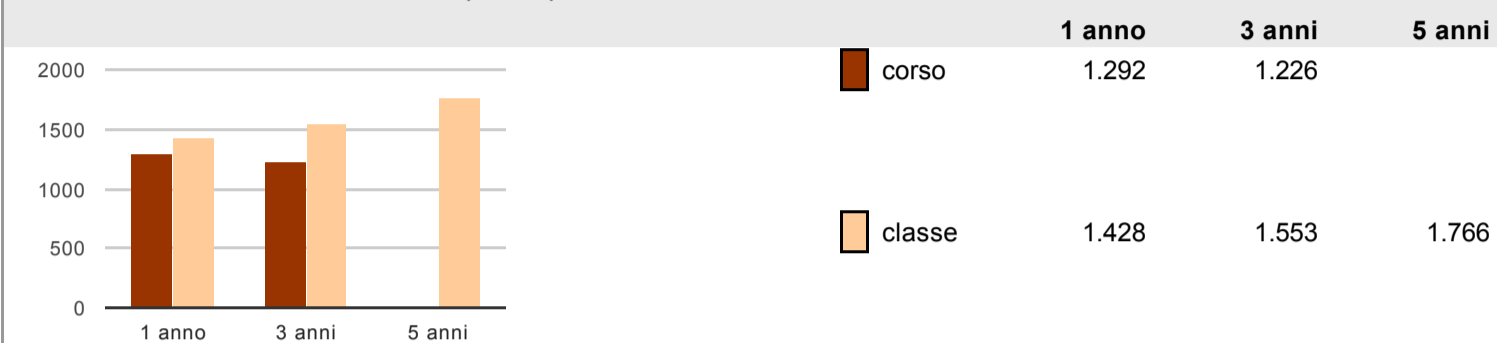 1 anno 3 anni 5 anni
2000
1500
1000
500
0
1 anno 3 anni 5 anni
corso 1.292 1.226
classe 1.428 1.553 1.766